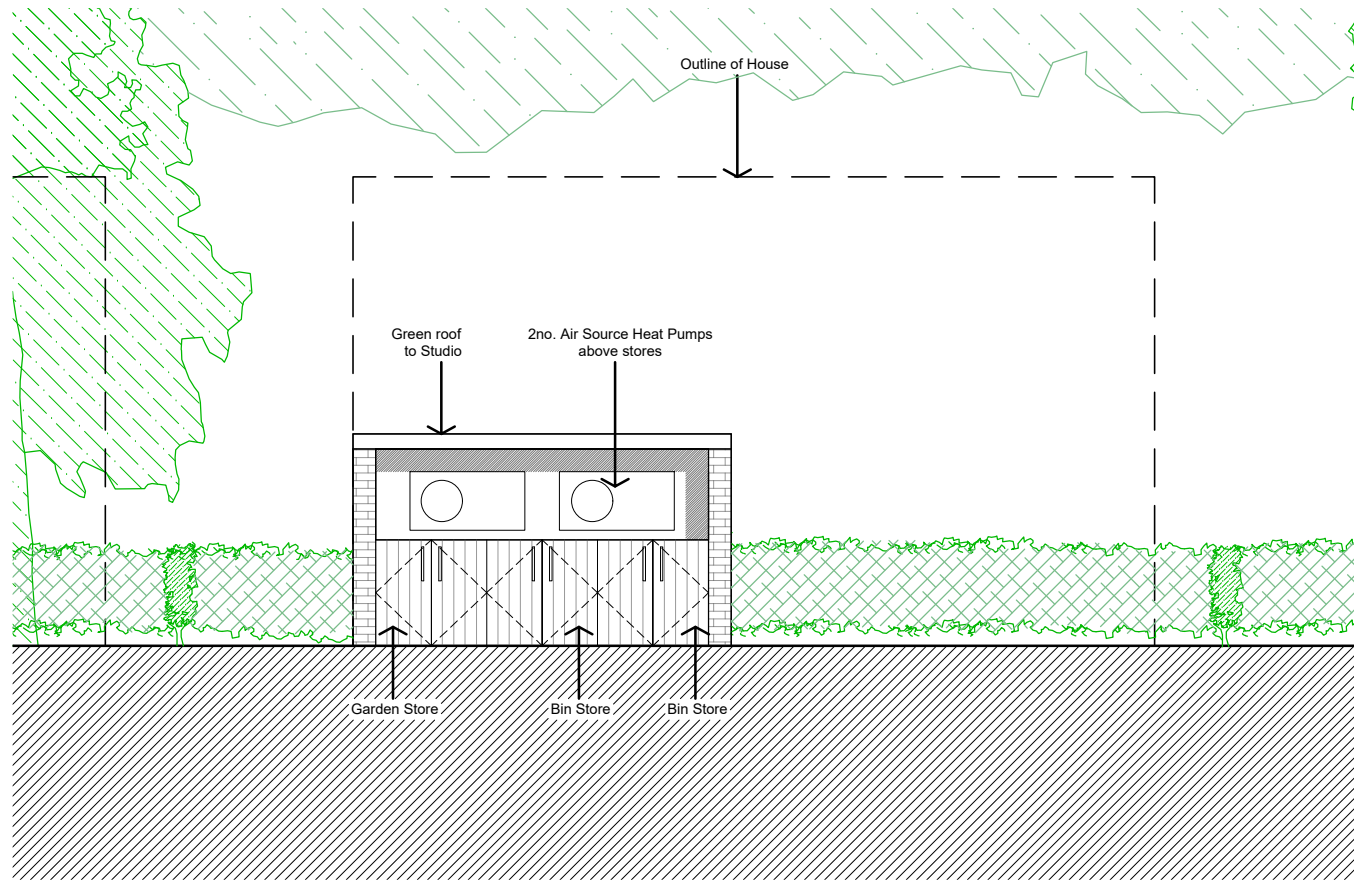 Outline of House
Green roof
to Studio
2no. Air Source Heat Pumps
above stores
Garden Store
Bin Store
Bin Store